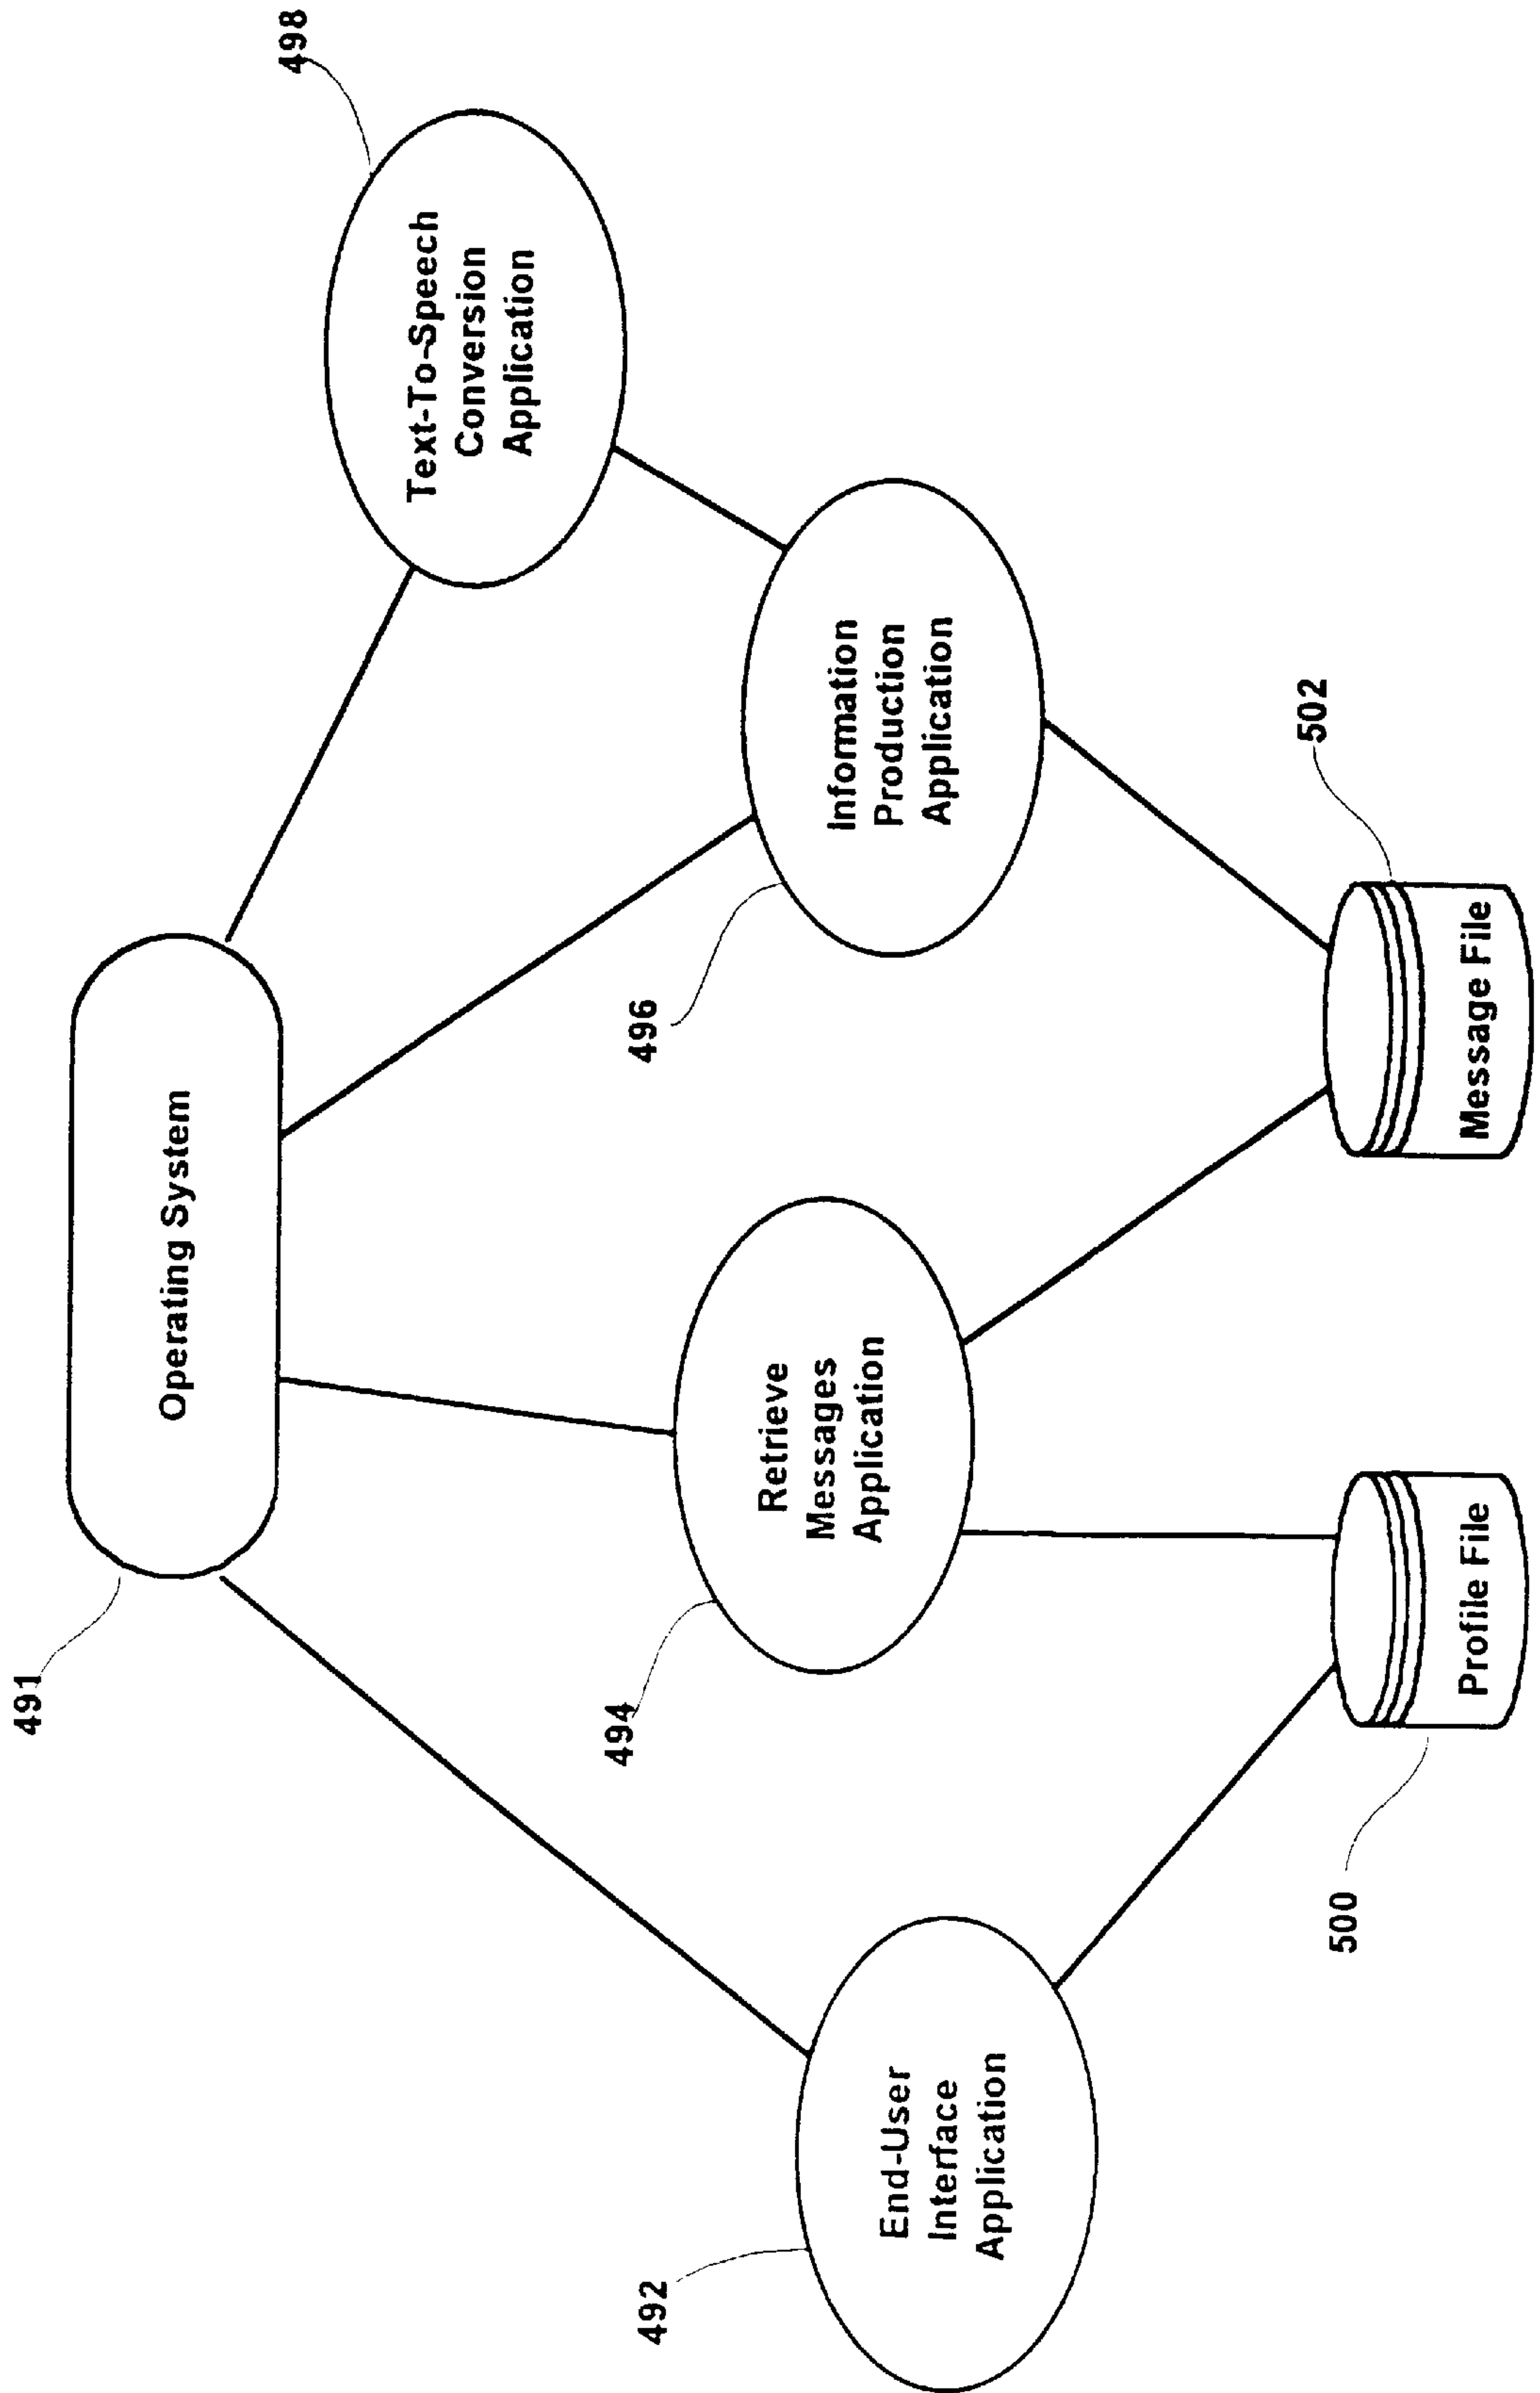 491
Operating System
498
Text-To-Speech
Conversion
Application
494
Retrieve
Messages
Application
496
Infomation
Production
Application
492
End-User
Interface
Application
500
Profile File
502
Message File